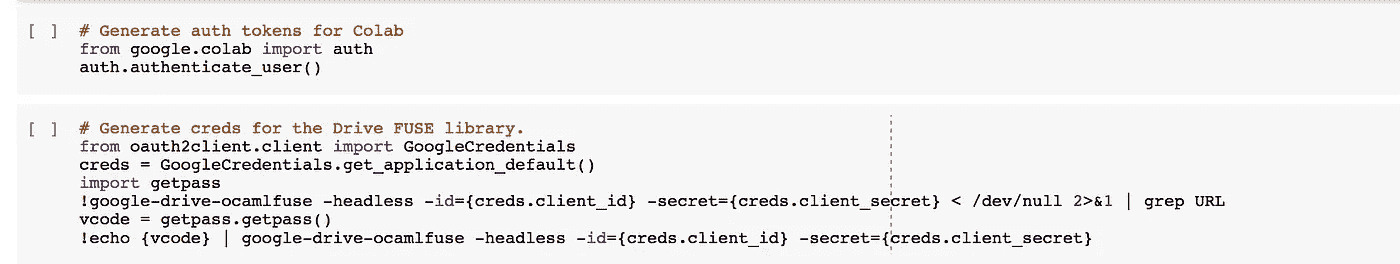 [ ] # Generate auth tokens for Colab
from google.colab import auth
auth.authenticate_user()
[ ] # Generate creds for the Drive FUSE library.
from oauth2client.client import GoogleCredentials
creds = GoogleCredentials.get_application_default()
import getpass
!google-drive-ocamlfuse -headless -id={creds.client_id} -secret={creds.client_secret} < /dev/null 2>&1 | grep URL
vcode = getpass.getpass()
!echo {vcode} | google-drive-ocamlfuse -headless -id={creds.client_id} -secret={creds.client_secret}